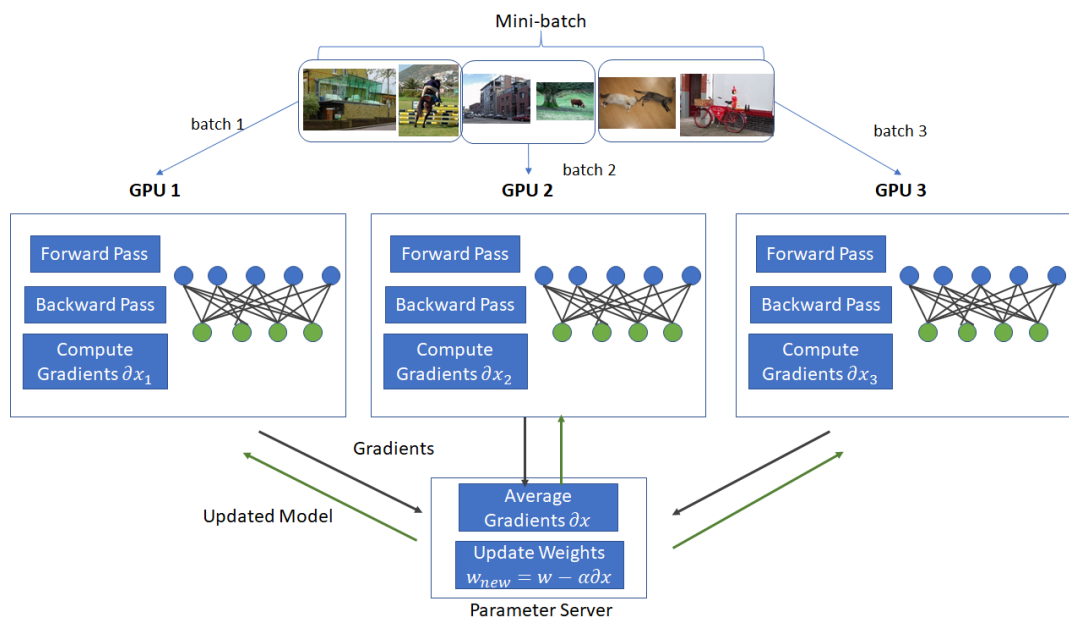 Mini-batch
batch 1
batch 2
batch 3
GPU 1
GPU 2
GPU 3
Forward Pass
Backward Pass
Compute
Gradients ∂x₁
Forward Pass
Backward Pass
Compute
Gradients ∂x₂
Forward Pass
Backward Pass
Compute
Gradients ∂x₃
Gradients
Updated Model
Average
Gradients ∂x
Update Weights
w_new = w − α∂x
Parameter Server